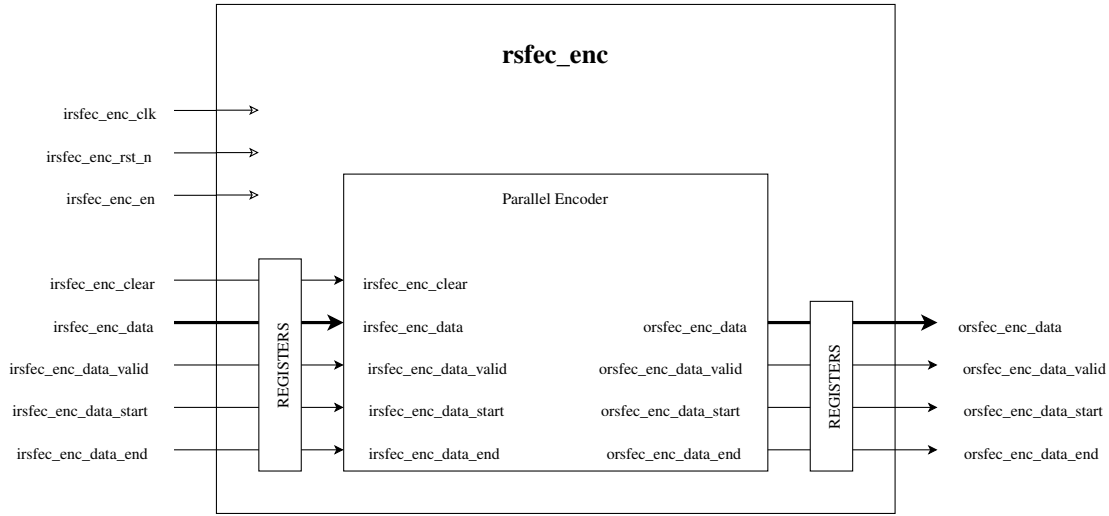 rsfec_enc
irsfec_enc_clk
irsfec_enc_rst_n
irsfec_enc_en
Parallel Encoder
irsfec_enc_clear
irsfec_enc_data
irsfec_enc_data_valid
irsfec_enc_data_start
irsfec_enc_data_end
REGISTERS
irsfec_enc_clear
irsfec_enc_data
irsfec_enc_data_valid
irsfec_enc_data_start
irsfec_enc_data_end
orsfec_enc_data
orsfec_enc_data_valid
orsfec_enc_data_start
orsfec_enc_data_end
REGISTERS
orsfec_enc_data
orsfec_enc_data_valid
orsfec_enc_data_start
orsfec_enc_data_end